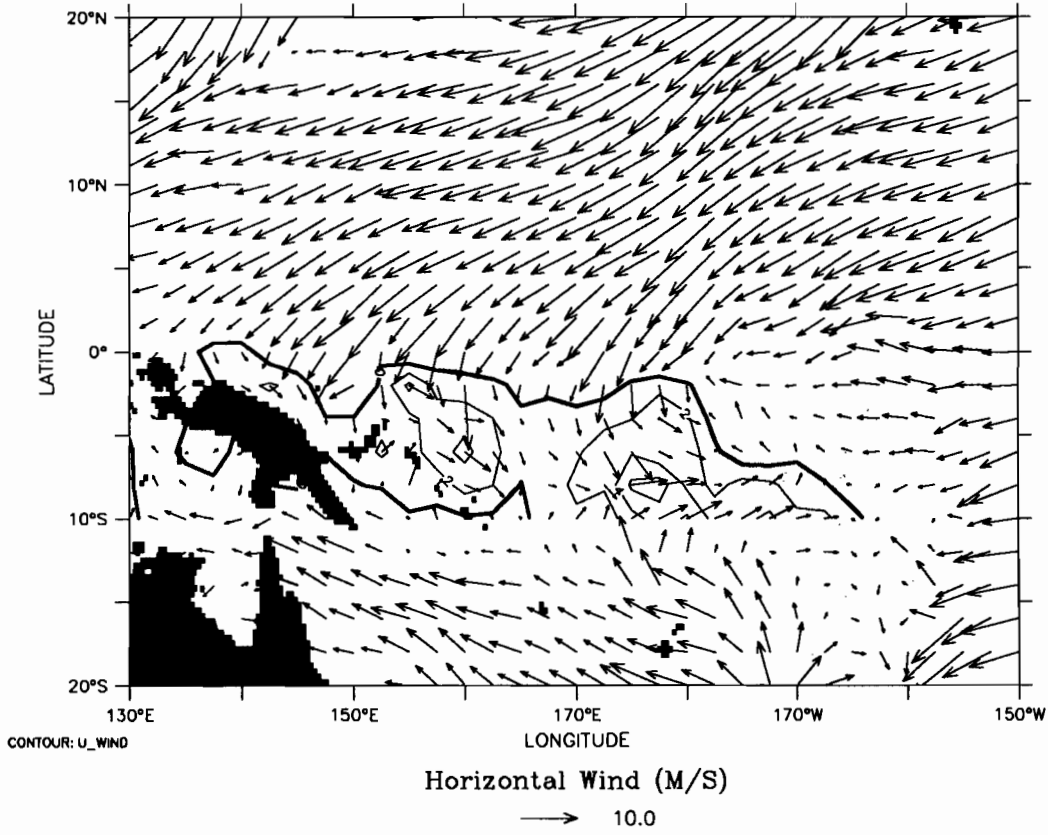 20°N
10°N
0°
10°S
20°S
LATITUDE
130°E 150°E 170°E 170°W 150°W
CONTOUR: U_WIND
LONGITUDE
Horizontal Wind (M/S)
10.0